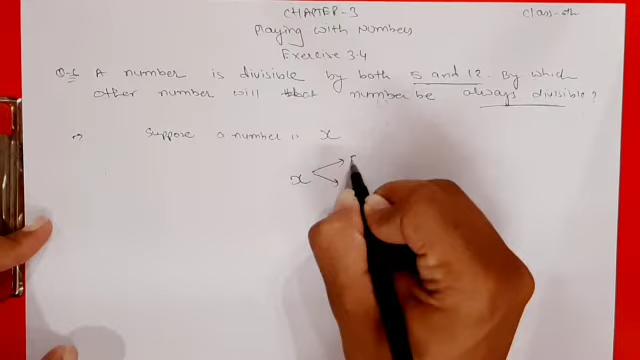 CHAPTER-3
Class-6th
Playing with Numbers
Exercise 3.4
Q-6 A number is divisible by both 5 and 12. By which
other number will that number be always divisible?
→ Suppose a number is x
x